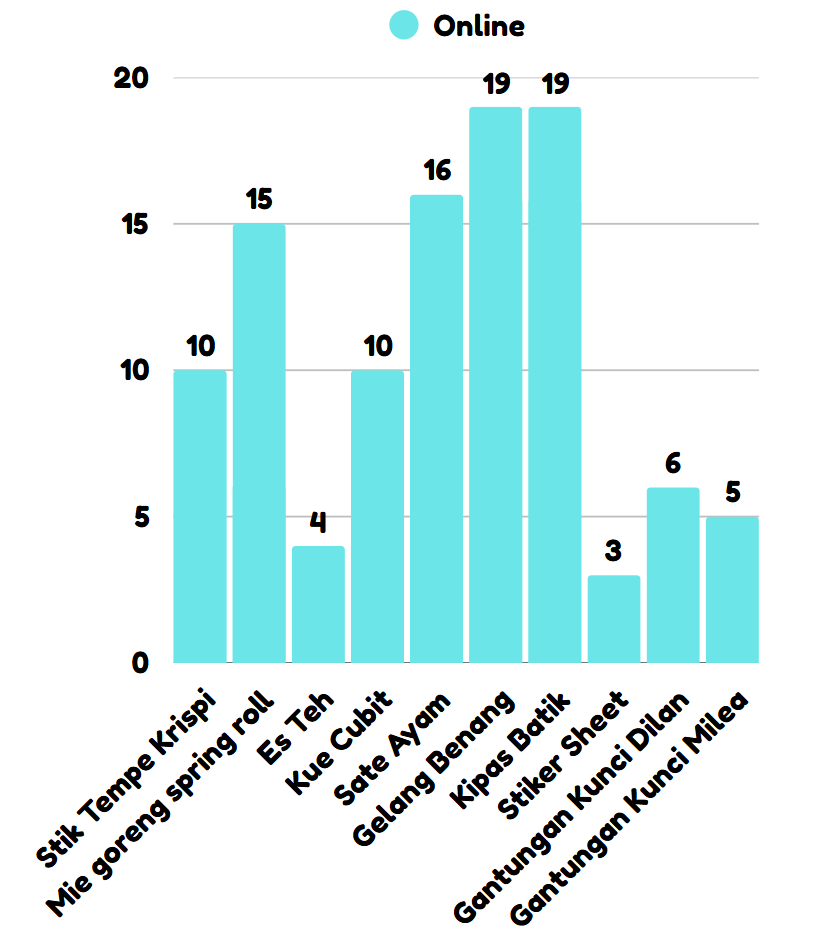 Online
20
15
10
5
0
10
15
4
10
16
19
19
3
6
5
Stik Tempe Krispi
Mie goreng spring roll
Es Teh
Kue Cubit
Sate Ayam
Gelang Benang
Kipas Batik
Stiker Sheet
Gantungan Kunci Dilan
Gantungan Kunci Milea